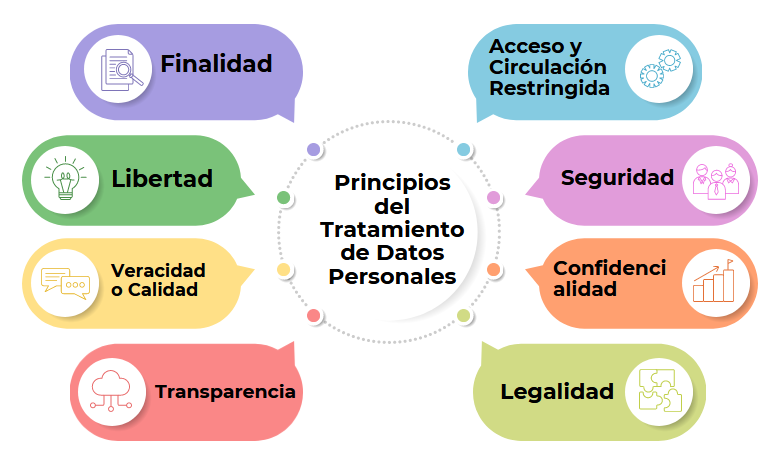 Finalidad
Libertad
Veracidad
o Calidad
Transparencia
Principios
del
Tratamiento
de Datos
Personales
Acceso y
Circulación
Restringida
Seguridad
Confidenci
alidad
Legalidad